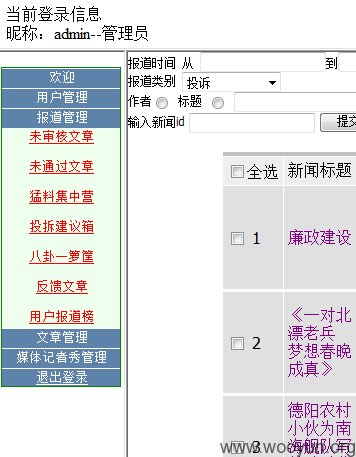 当前登录信息
昵称：admin--管理员
欢迎
用户管理
报道管理
未审核文章
未通过文章
猛料集中营
投拆建议箱
八卦一箩筐
反馈文章
用户报道榜
文章管理
媒体记者秀管理
退出登录
报道时间 从 到
报道类别 投诉
作者 标题
输入新闻id 提交
全选 新闻标题
1 廉政建设
2 《一对北
漂老兵
梦想春晚
成真》
德阳农村
小伙为南
3 海舰队写
www.wooyun.org